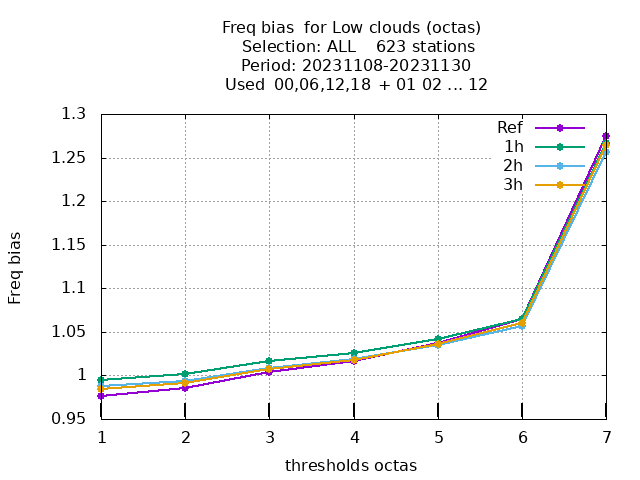 Freq bias  for Low clouds (octas)
Selection: ALL    623 stations
Period: 20231108-20231130
Used  00,06,12,18 + 01 02 ... 12
1.3
1.25
1.2
1.15
1.1
1.05
1
0.95
Freq bias
Ref
1h
2h
3h
1 2 3 4 5 6 7
thresholds octas